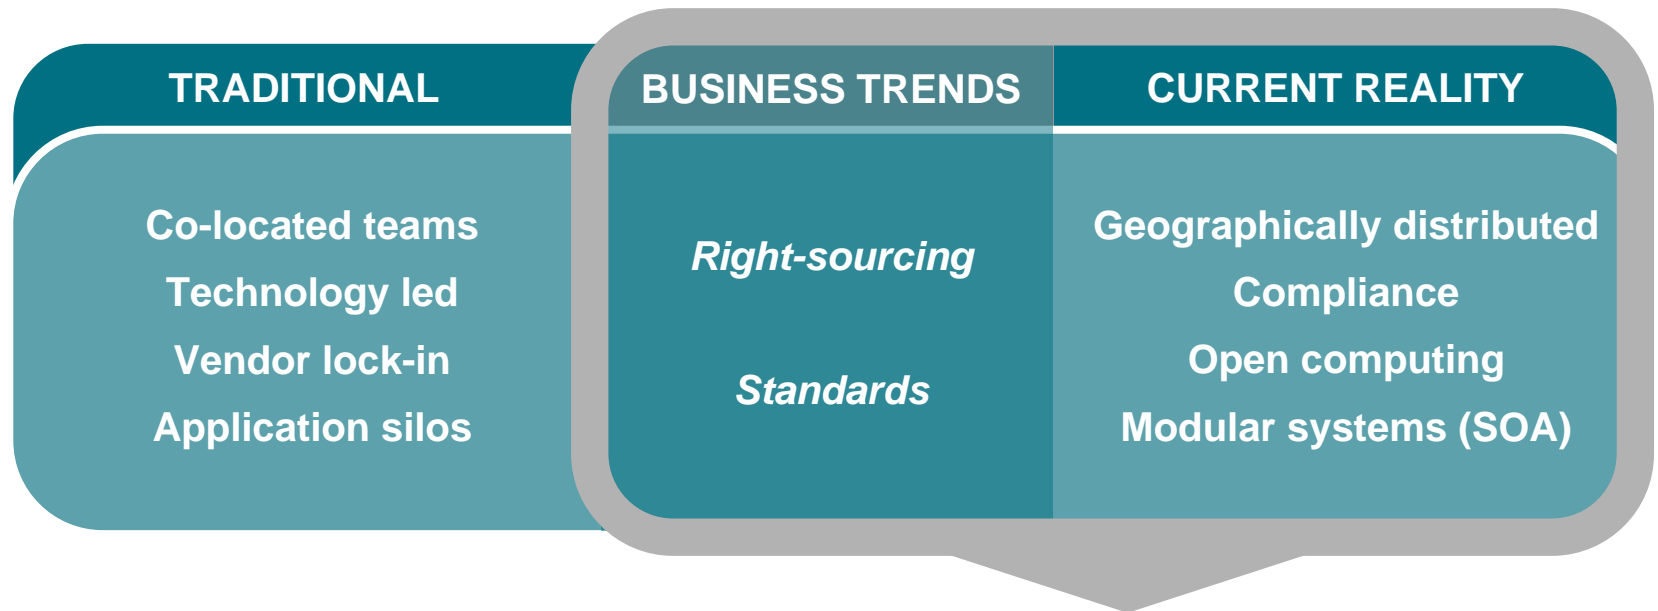 TRADITIONAL
Co-located teams
Technology led
Vendor lock-in
Application silos
BUSINESS TRENDS
Right-sourcing
Standards
CURRENT REALITY
Geographically distributed
Compliance
Open computing
Modular systems (SOA)